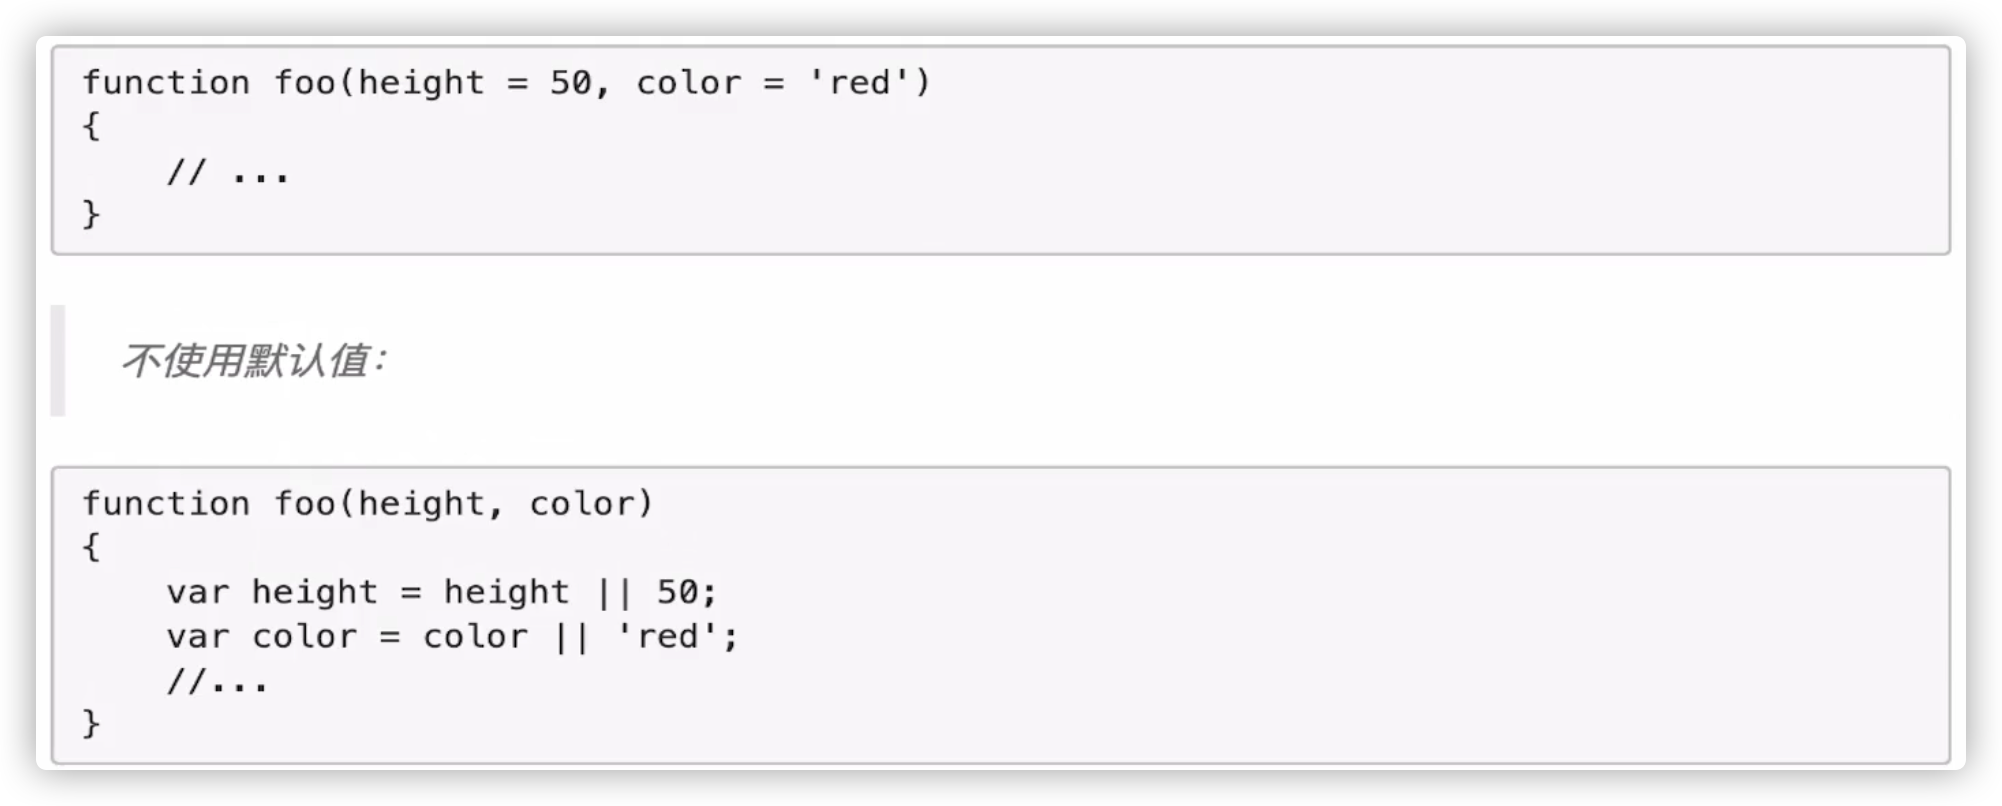 function foo(height = 50, color = 'red')
{
    // ...
}
不使用默认值：
function foo(height, color)
{
    var height = height || 50;
    var color = color || 'red';
    //...
}